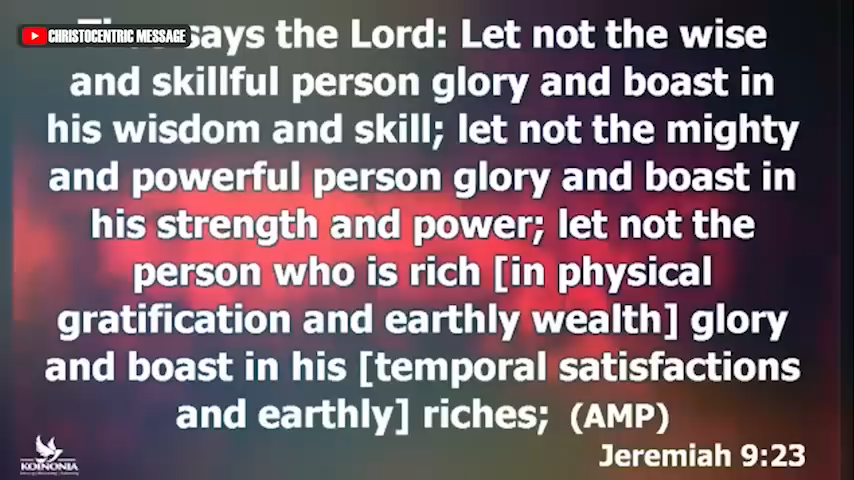 CHRISTOCENTRIC MESSAGE
says the Lord: Let not the wise
and skillful person glory and boast in
his wisdom and skill; let not the mighty
and powerful person glory and boast in
his strength and power; let not the
person who is rich [in physical
gratification and earthly wealth] glory
and boast in his [temporal satisfactions
and earthly] riches; (AMP)
Jeremiah 9:23
KOINONIA